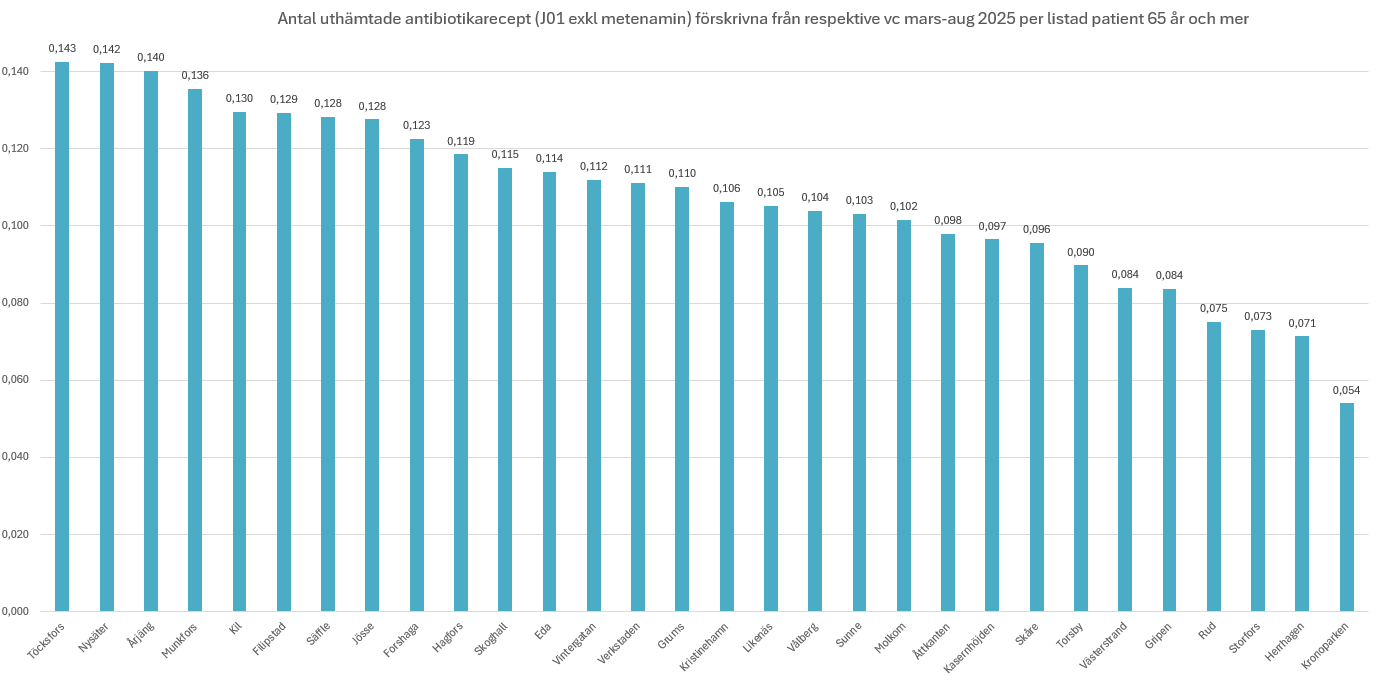 Antal uthämtade antibiotikarecept (J01 exkl metenamin) förskrivna från respektive vc mars-aug 2025 per listad patient 65 år och mer
0,143
0,142
0,140
0,136
0,130
0,129
0,128
0,128
0,123
0,119
0,115
0,114
0,112
0,111
0,110
0,106
0,105
0,104
0,103
0,102
0,098
0,097
0,096
0,090
0,084
0,084
0,075
0,073
0,071
0,054
0,140
0,120
0,100
0,080
0,060
0,040
0,020
0,000
Töcksfors
Nysäter
Årjäng
Munkfors
Kil
Filipstad
Säffle
Jösse
Forshaga
Hagfors
Skoghall
Eda
Vintergatan
Verkstaden
Grums
Kristinehamn
Likenäs
Vålberg
Sunne
Molkom
Åttkanten
Kasernhöjden
Skåre
Torsby
Västerstrand
Gripen
Rud
Storfors
Herrhagen
Kronoparken